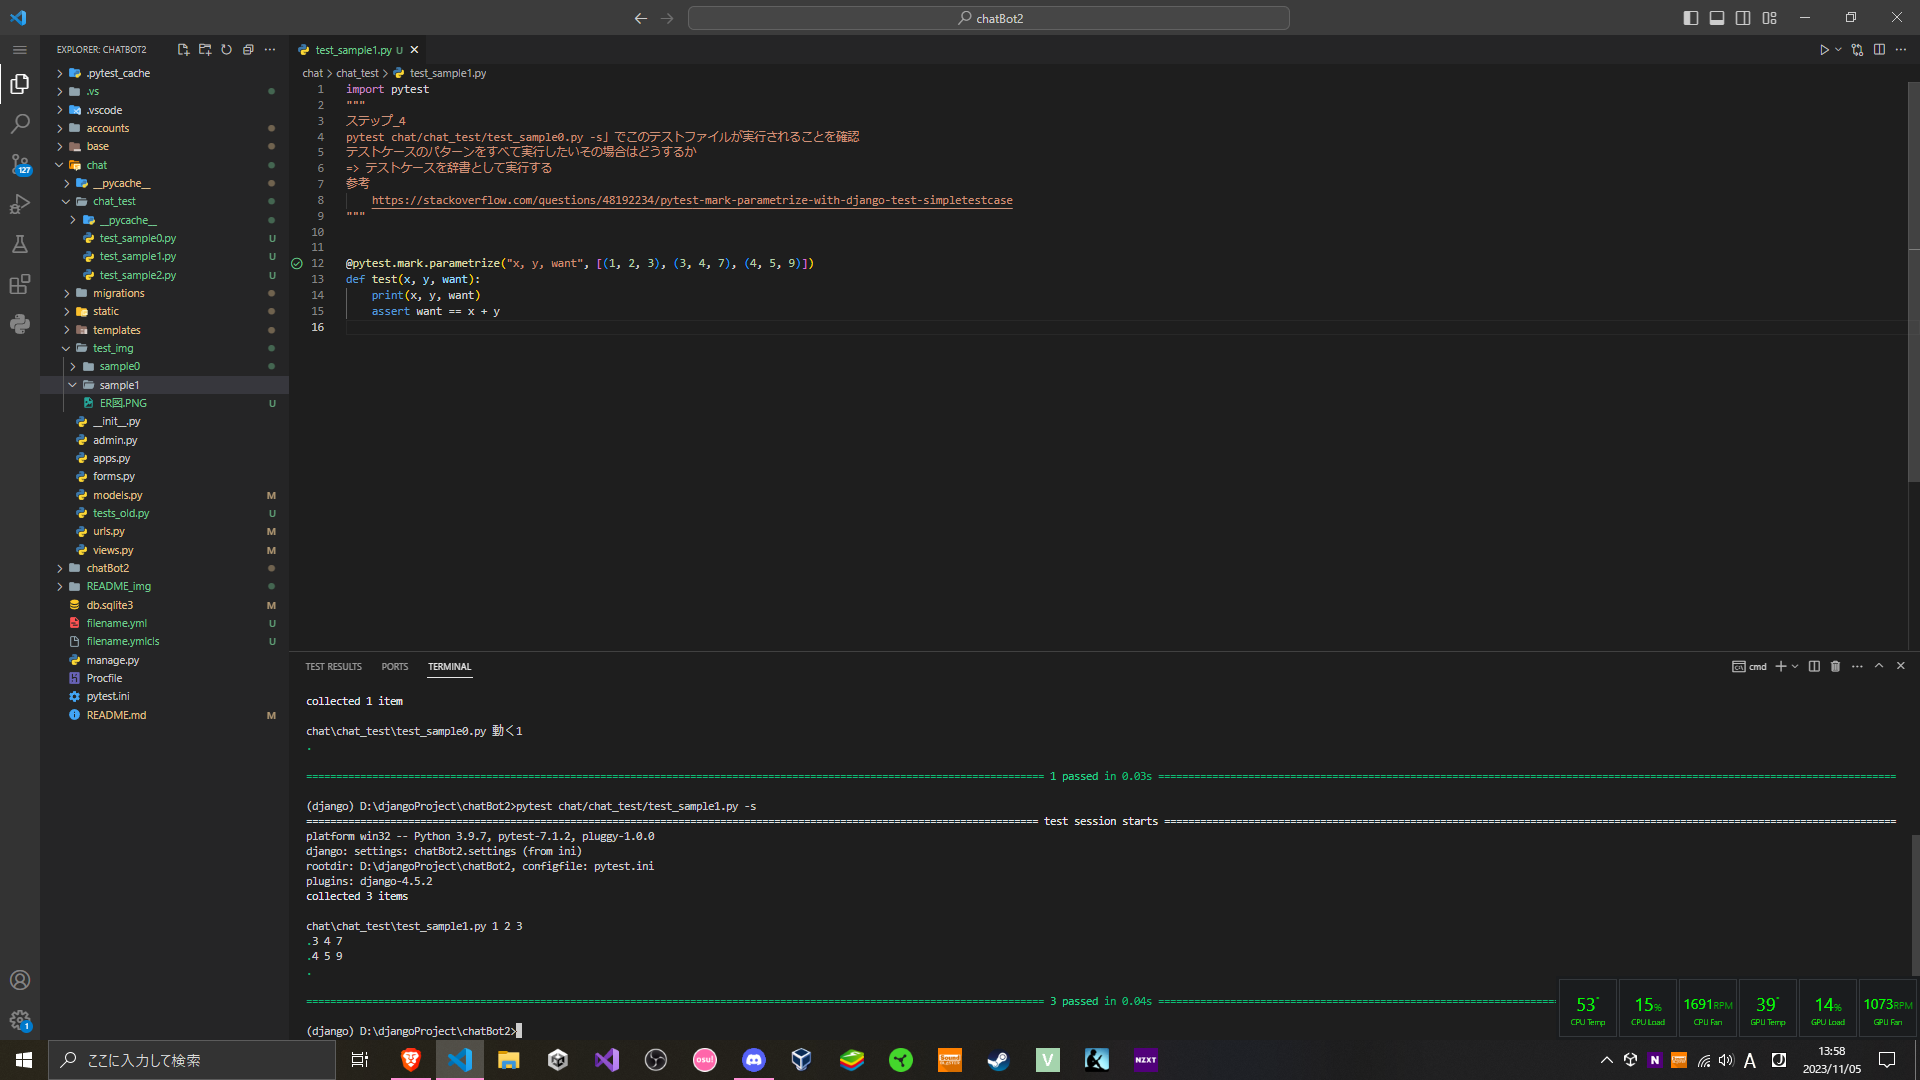 chatBot2
EXPLORER: CHATBOT2
.pytest_cache
.vs
.vscode
accounts
base
chat
__pycache__
chat_test
__pycache__
test_sample0.py U
test_sample1.py U
test_sample2.py U
migrations
static
templates
test_img
sample0
sample1
ER図.PNG U
__init__.py
admin.py
apps.py
forms.py
models.py M
tests_old.py U
urls.py M
views.py M
chatBot2
README_img
db.sqlite3 M
filename.yml U
filename.ymlcls U
manage.py
Procfile
pytest.ini
README.md M
127
1
test_sample1.py U
chat > chat_test > test_sample1.py
1 import pytest
2 """
3 ステップ_4
4 pytest chat/chat_test/test_sample0.py -s」でこのテストファイルが実行されることを確認
5 テストケースのパターンをすべて実行したいその場合はどうするか
6 => テストケースを辞書として実行する
7 参考
8 https://stackoverflow.com/questions/48192234/pytest-mark-parametrize-with-django-test-simpletestcase
9 """
10
11
12 @pytest.mark.parametrize("x, y, want", [(1, 2, 3), (3, 4, 7), (4, 5, 9)])
13 def test(x, y, want):
14 print(x, y, want)
15 assert want == x + y
16
TEST RESULTS PORTS TERMINAL
cmd
collected 1 item
chat\chat_test\test_sample0.py 動く1
.
1 passed in 0.03s
(django) D:\djangoProject\chatBot2>pytest chat/chat_test/test_sample1.py -s
test session starts
platform win32 -- Python 3.9.7, pytest-7.1.2, pluggy-1.0.0
django: settings: chatBot2.settings (from ini)
rootdir: D:\djangoProject\chatBot2, configfile: pytest.ini
plugins: django-4.5.2
collected 3 items
chat\chat_test\test_sample1.py 1 2 3
.3 4 7
.4 5 9
.
3 passed in 0.04s
(django) D:\djangoProject\chatBot2>
53° 15% 1691RPM 39° 14% 1073RPM
CPU Temp CPU Load CPU Fan GPU Temp GPU Load GPU Fan
ここに入力して検索
osu!
V
NZXT
N
A
13:58
2023/11/05